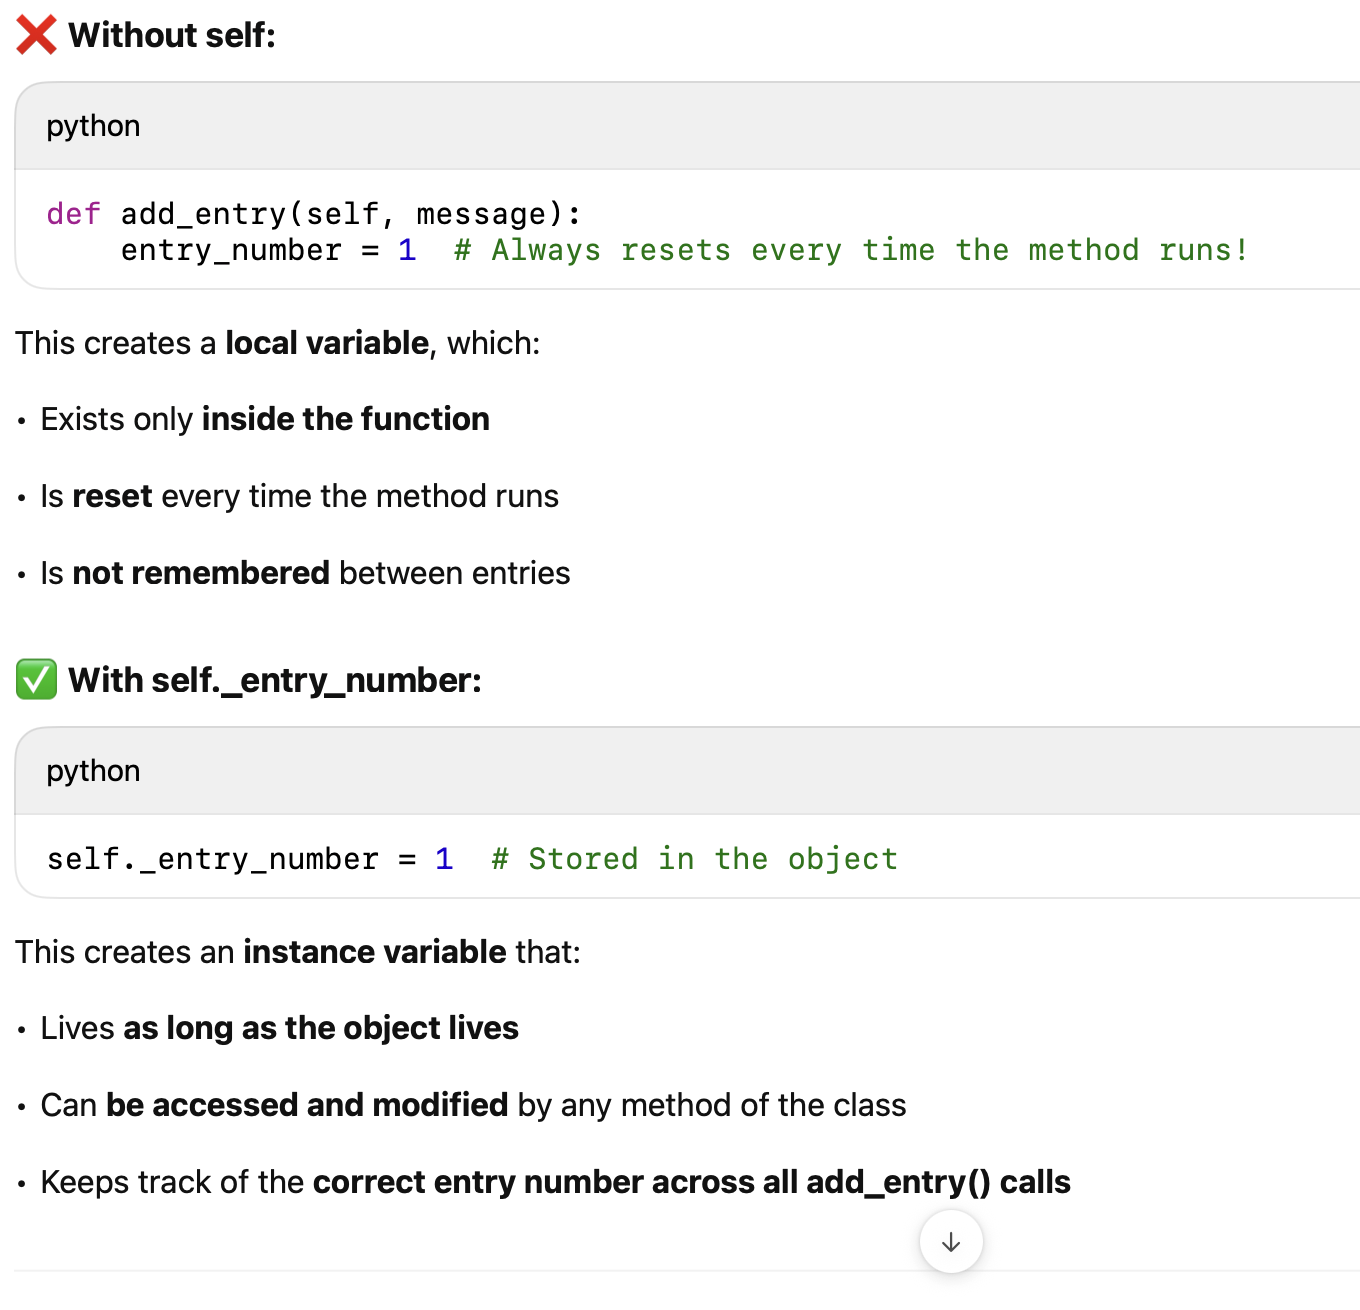 ❌ Without self:
python
def add_entry(self, message):
    entry_number = 1  # Always resets every time the method runs!
This creates a local variable, which:
• Exists only inside the function
• Is reset every time the method runs
• Is not remembered between entries
✅ With self._entry_number:
python
self._entry_number = 1  # Stored in the object
This creates an instance variable that:
• Lives as long as the object lives
• Can be accessed and modified by any method of the class
• Keeps track of the correct entry number across all add_entry() calls